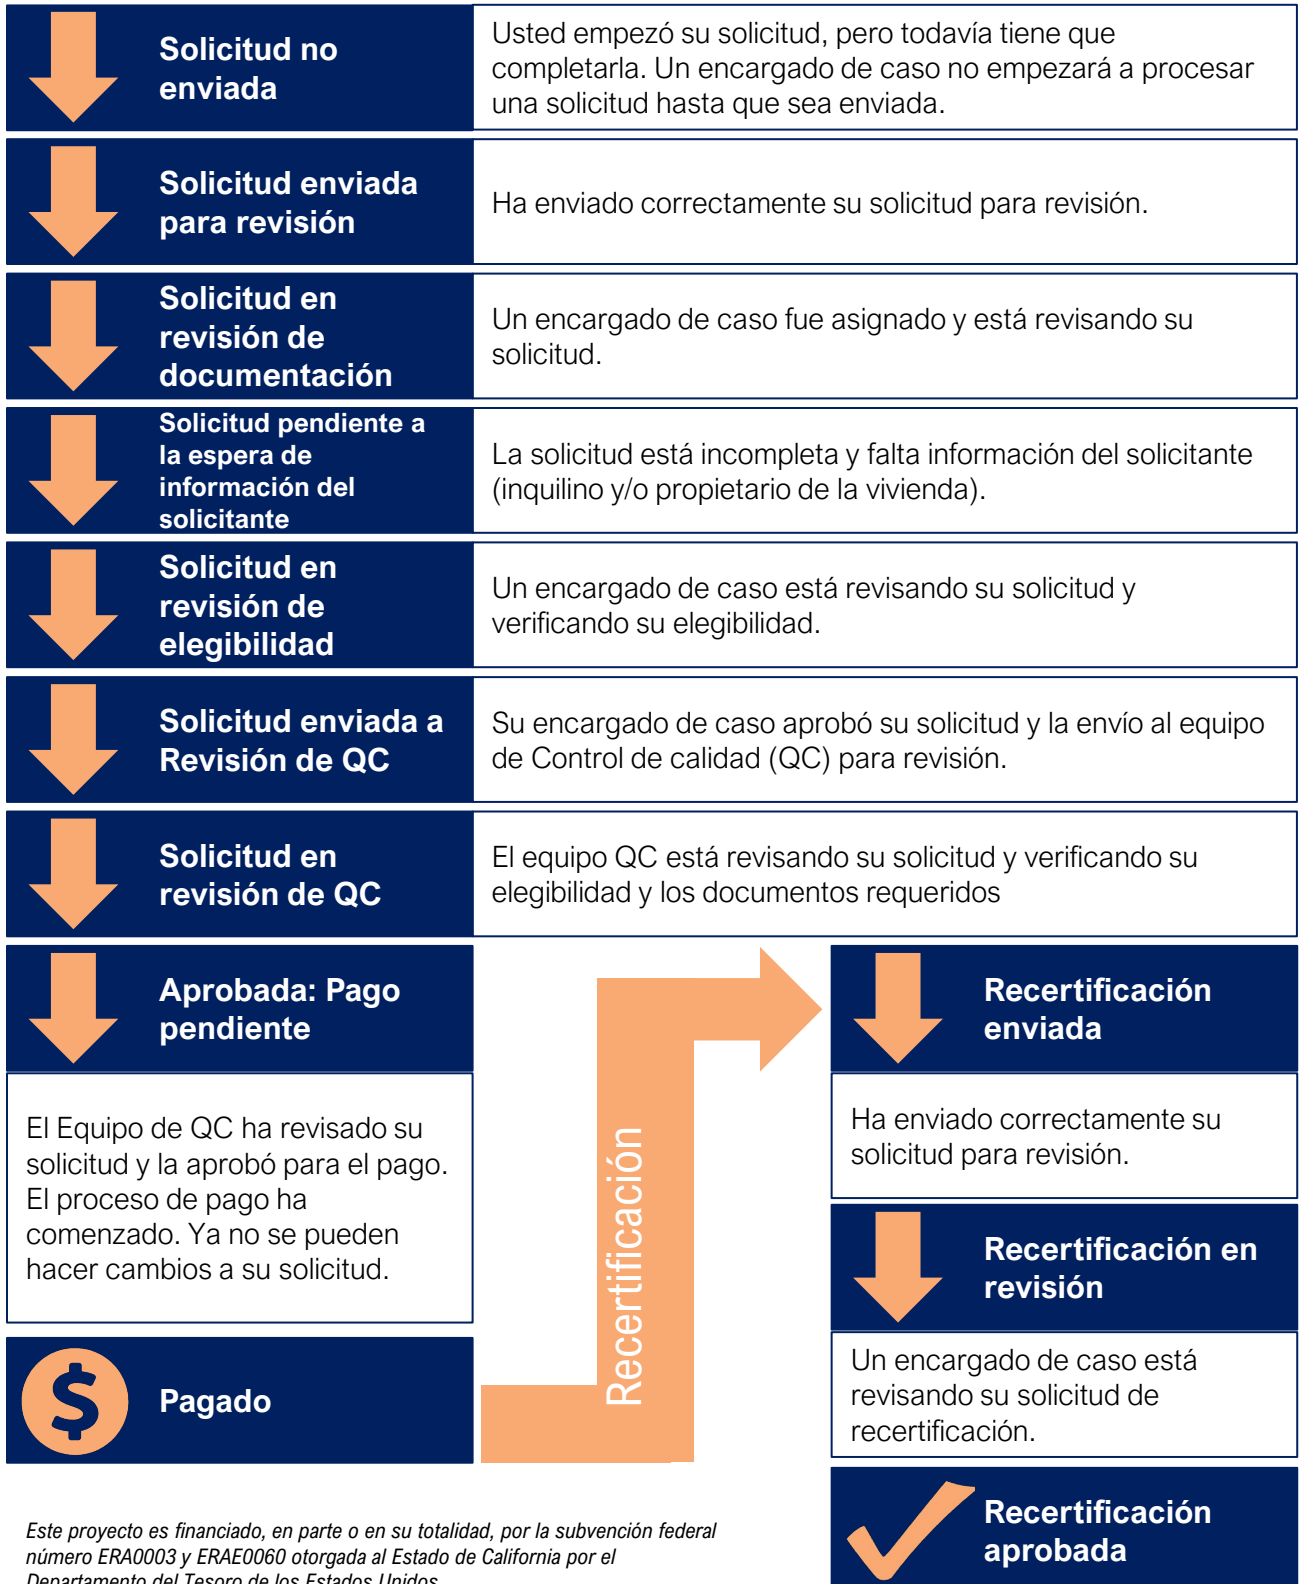 Solicitud no
enviada
Usted empezó su solicitud, pero todavía tiene que
completarla. Un encargado de caso no empezará a procesar
una solicitud hasta que sea enviada.
Solicitud enviada
para revisión
Ha enviado correctamente su solicitud para revisión.
Solicitud en
revisión de
documentación
Un encargado de caso fue asignado y está revisando su
solicitud.
Solicitud pendiente a
la espera de
información del
solicitante
La solicitud está incompleta y falta información del solicitante
(inquilino y/o propietario de la vivienda).
Solicitud en
revisión de
elegibilidad
Un encargado de caso está revisando su solicitud y
verificando su elegibilidad.
Solicitud enviada a
Revisión de QC
Su encargado de caso aprobó su solicitud y la envío al equipo
de Control de calidad (QC) para revisión.
Solicitud en
revisión de QC
El equipo QC está revisando su solicitud y verificando su
elegibilidad y los documentos requeridos
Aprobada: Pago
pendiente
El Equipo de QC ha revisado su
solicitud y la aprobó para el pago.
El proceso de pago ha
comenzado. Ya no se pueden
hacer cambios a su solicitud.
$
Pagado
Recertificación
Recertificación
enviada
Ha enviado correctamente su
solicitud para revisión.
Recertificación en
revisión
Un encargado de caso está
revisando su solicitud de
recertificación.
Recertificación
aprobada
Este proyecto es financiado, en parte o en su totalidad, por la subvención federal
número ERA0003 y ERAE0060 otorgada al Estado de California por el
Departamento del Tesoro de los Estados Unidos